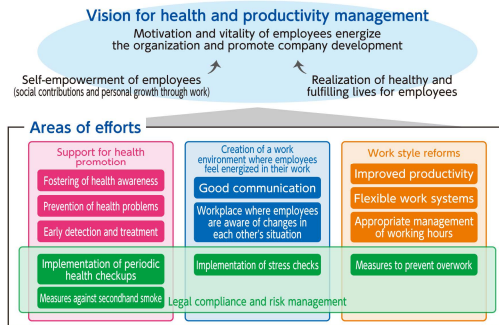 Vision for health and productivity management
Motivation and vitality of employees energize
the organization and promote company development
Self-empowerment of employees
(social contributions and personal growth through work)
Realization of healthy and
fulfilling lives for employees
Areas of efforts
Support for health
promotion
Fostering of health awareness
Prevention of health problems
Early detection and treatment
Implementation of periodic
health checkups
Measures against secondhand smoke
Creation of a work
environment where employees
feel energized in their work
Good communication
Workplace where employees
are aware of changes in
each other's situation
Implementation of stress checks
Work style reforms
Improved productivity
Flexible work systems
Appropriate management
of working hours
Measures to prevent overwork
Legal compliance and risk management